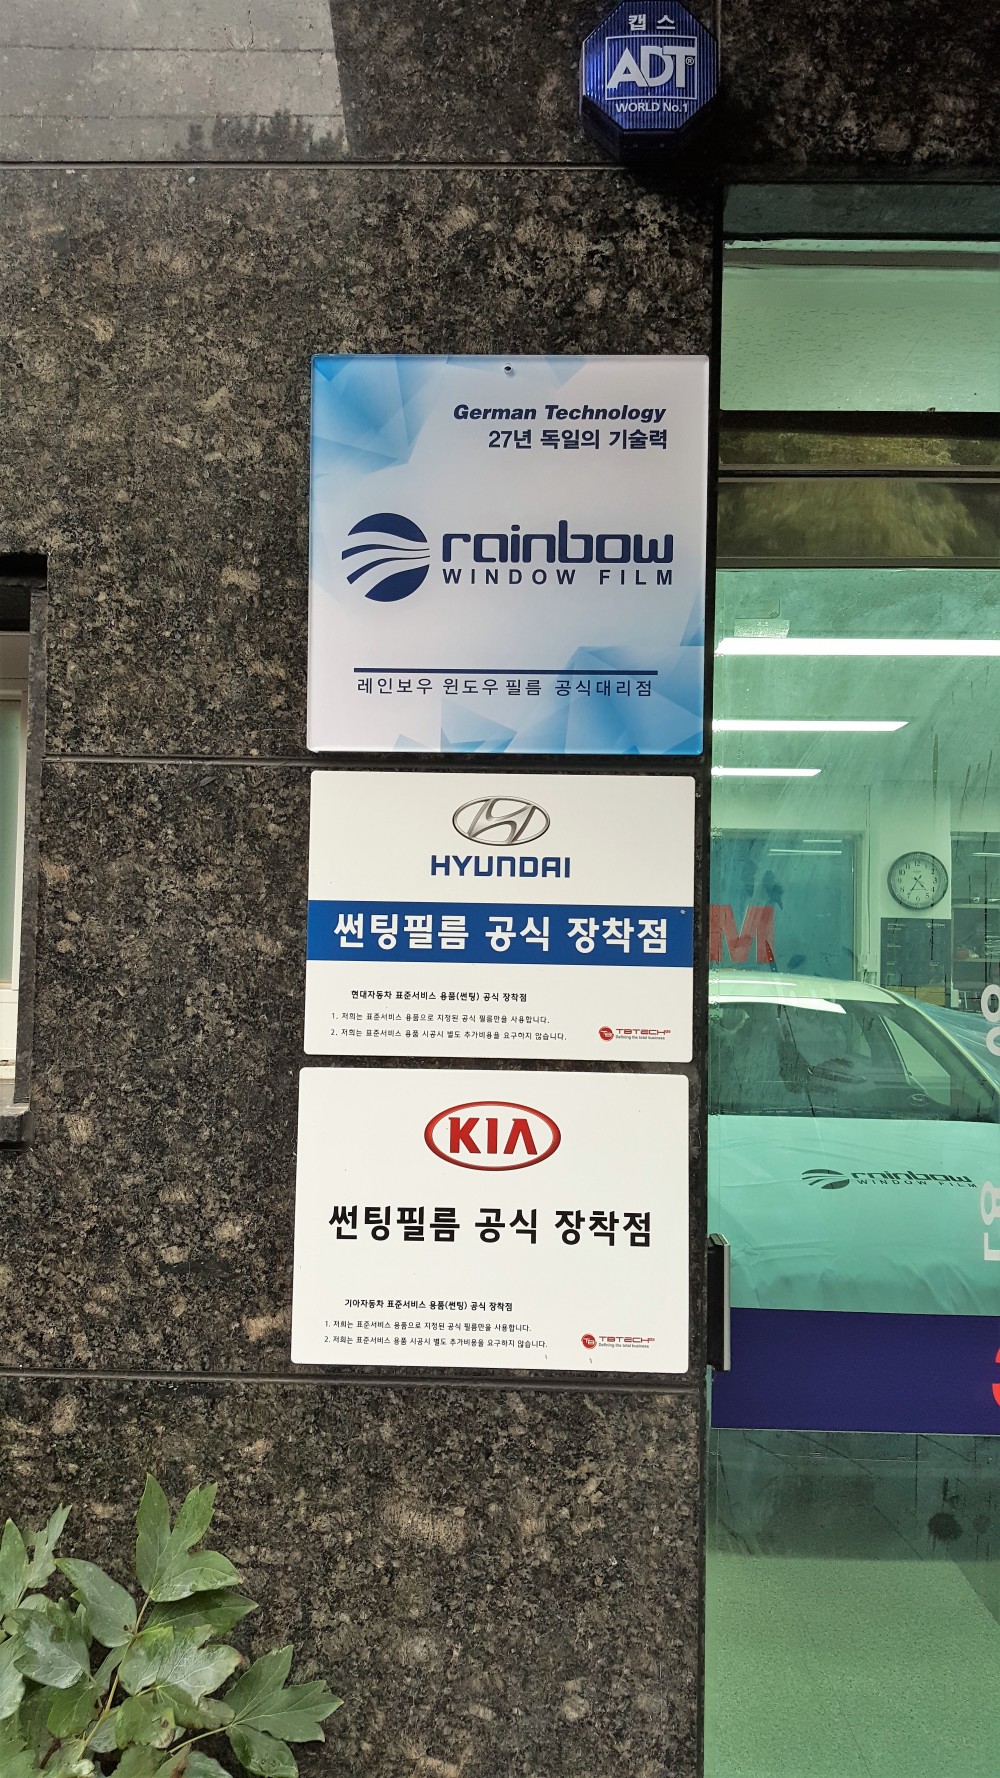 캡스
ADT®
WORLD No.1
German Technology
27년 독일의 기술력
rainbow
WINDOW FILM
레인보우 윈도우 필름 공식대리점
HYUNDAI
썬팅필름 공식 장착점
현대자동차 표준서비스 용품(썬팅) 공식 장착점
1. 저희는 표준서비스 용품으로 지정된 공식 필름만을 사용합니다.
2. 저희는 표준서비스 용품 시공시 별도 추가비용을 요구하지 않습니다.
TBTECH
Defining the total business
KIA
썬팅필름 공식 장착점
기아자동차 표준서비스 용품(썬팅) 공식 장착점
1. 저희는 표준서비스 용품으로 지정된 공식 필름만을 사용합니다.
2. 저희는 표준서비스 용품 시공시 별도 추가비용을 요구하지 않습니다.
TBTECH
Defining the total business
M
rainbow
WINDOW FILM